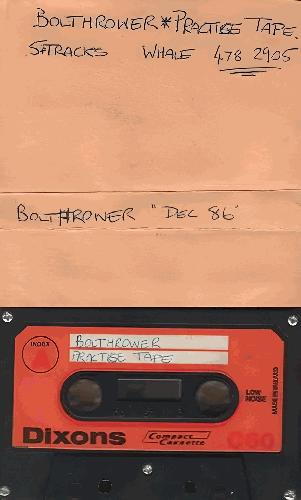 BOLTHROWER * PRACTISE TAPE.
5 TRACKS WHALE 478 2905
BOLTHROWER "DEC 86"
INDEX
BOLTHROWER
PRACTISE TAPE
LOW
NOISE
MADE IN ENGLAND
Dixons
Compact
Cassette
C60